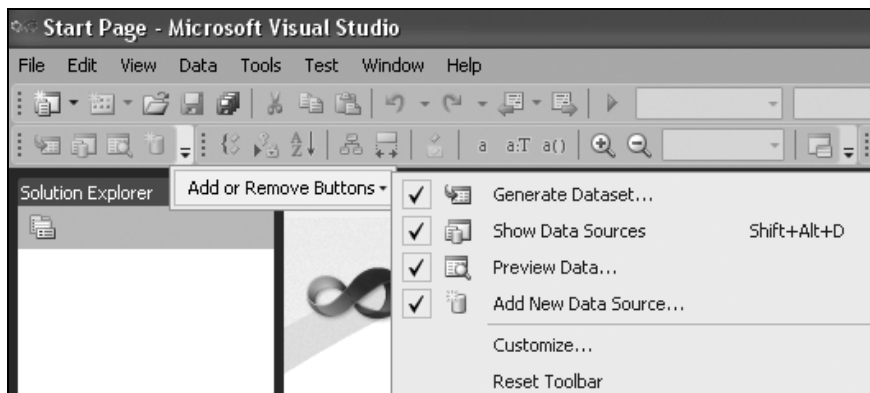 Start Page - Microsoft Visual Studio
File Edit View Data Tools Test Window Help
a a:T a()
Solution Explorer
Add or Remove Buttons
Generate Dataset...
Show Data Sources Shift+Alt+D
Preview Data...
Add New Data Source...
Customize...
Reset Toolbar